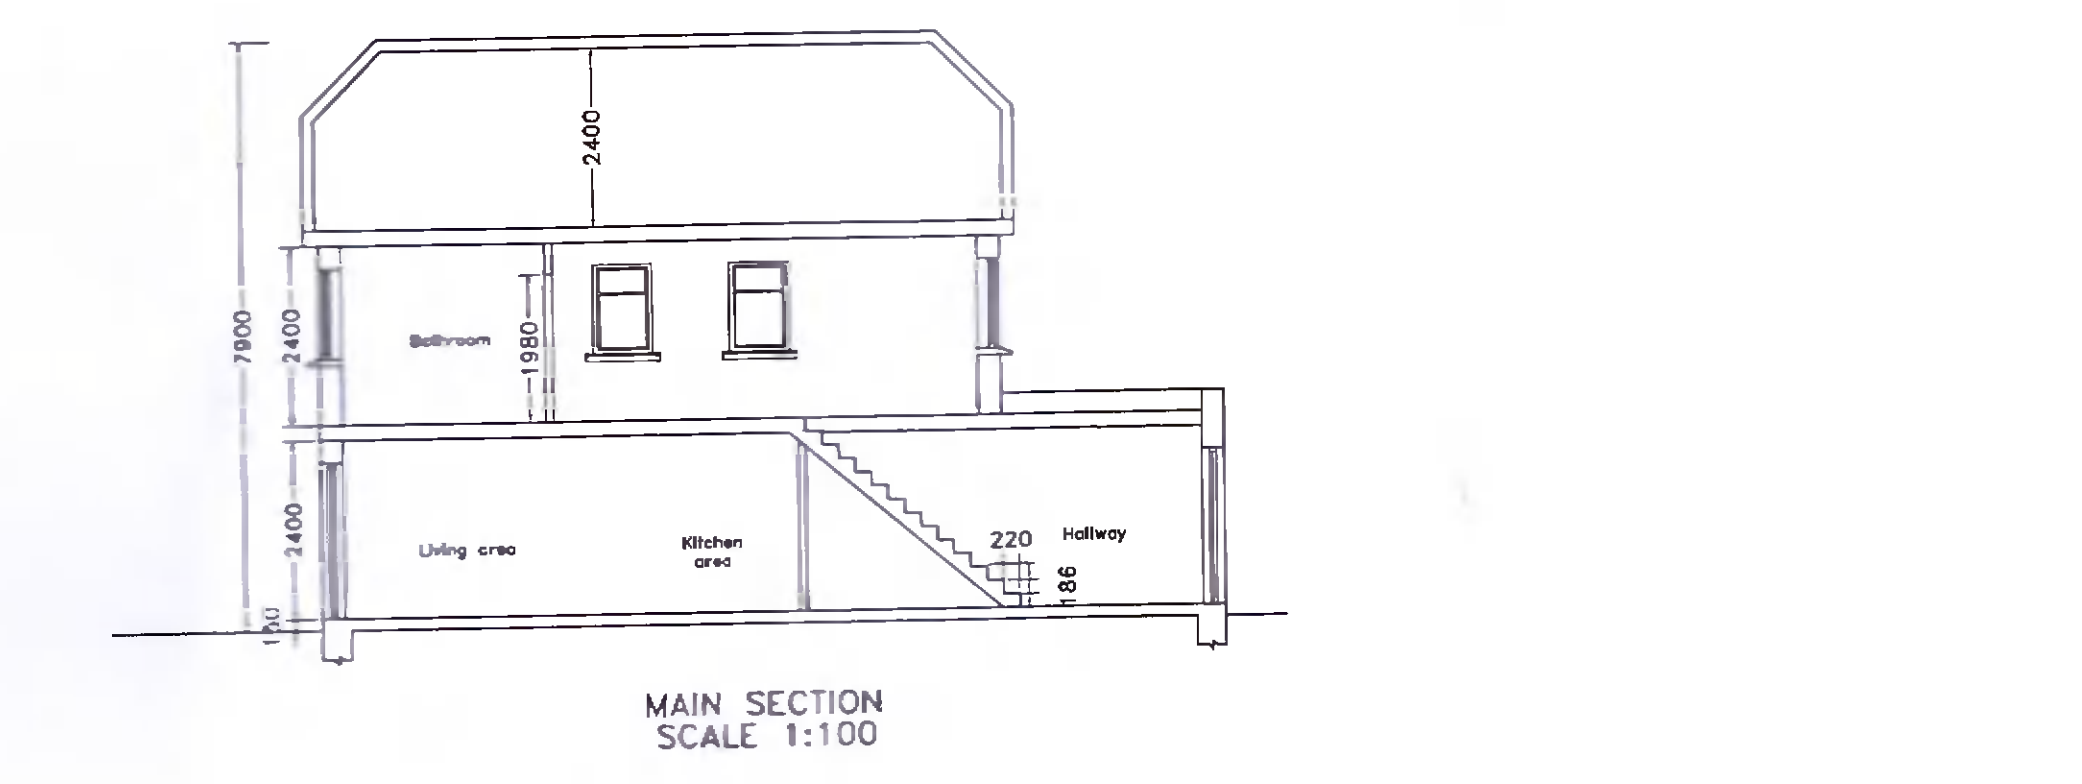 2400
7900
2400
Bathroom
1980
2400
Living area
Kitchen
area
220
Hallway
186
MAIN SECTION
SCALE 1:100